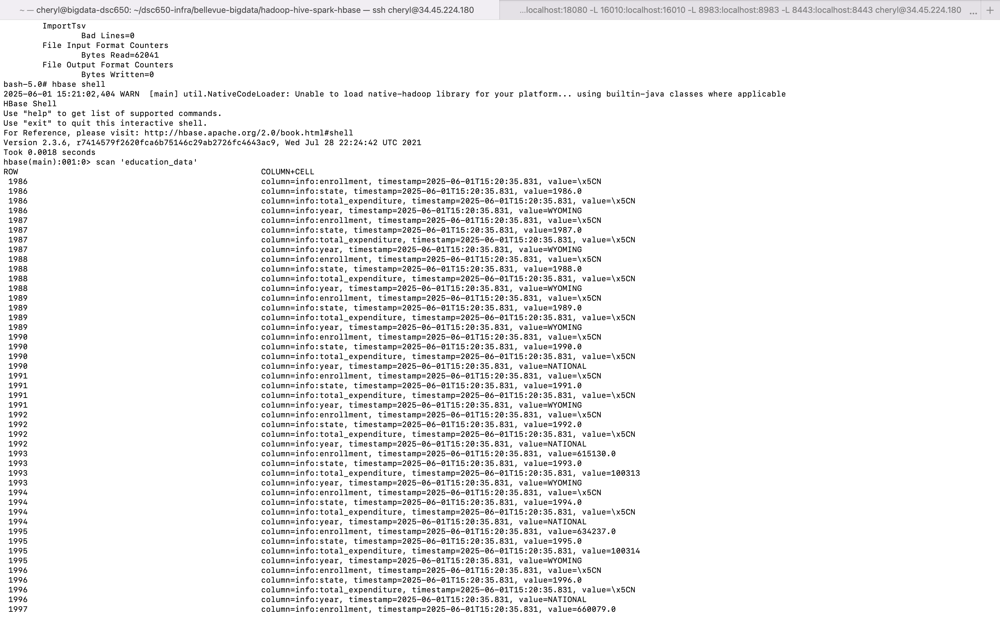 ~ — cheryl@bigdata-dsc650: ~/dsc650-infra/bellevue-bigdata/hadoop-hive-spark-hbase — ssh cheryl@34.45.224.180
...localhost:18080 -L 16010:localhost:16010 -L 8983:localhost:8983 -L 8443:localhost:8443 cheryl@34.45.224.180 ... +
ImportTsv
Bad Lines=0
File Input Format Counters
Bytes Read=62041
File Output Format Counters
Bytes Written=0
bash-5.0# hbase shell
2025-06-01 15:21:02,404 WARN  [main] util.NativeCodeLoader: Unable to load native-hadoop library for your platform... using builtin-java classes where applicable
HBase Shell
Use "help" to get list of supported commands.
Use "exit" to quit this interactive shell.
For Reference, please visit: http://hbase.apache.org/2.0/book.html#shell
Version 2.3.6, r7414579f2620fca6b75146c29ab2726fc4643ac9, Wed Jul 28 22:24:42 UTC 2021
Took 0.0018 seconds
hbase(main):001:0> scan 'education_data'
ROW COLUMN+CELL
1986 column=info:enrollment, timestamp=2025-06-01T15:20:35.831, value=\x5CN
1986 column=info:state, timestamp=2025-06-01T15:20:35.831, value=1986.0
1986 column=info:total_expenditure, timestamp=2025-06-01T15:20:35.831, value=\x5CN
1986 column=info:year, timestamp=2025-06-01T15:20:35.831, value=WYOMING
1987 column=info:enrollment, timestamp=2025-06-01T15:20:35.831, value=\x5CN
1987 column=info:state, timestamp=2025-06-01T15:20:35.831, value=1987.0
1987 column=info:total_expenditure, timestamp=2025-06-01T15:20:35.831, value=\x5CN
1987 column=info:year, timestamp=2025-06-01T15:20:35.831, value=WYOMING
1988 column=info:enrollment, timestamp=2025-06-01T15:20:35.831, value=\x5CN
1988 column=info:state, timestamp=2025-06-01T15:20:35.831, value=1988.0
1988 column=info:total_expenditure, timestamp=2025-06-01T15:20:35.831, value=\x5CN
1988 column=info:year, timestamp=2025-06-01T15:20:35.831, value=WYOMING
1989 column=info:enrollment, timestamp=2025-06-01T15:20:35.831, value=\x5CN
1989 column=info:state, timestamp=2025-06-01T15:20:35.831, value=1989.0
1989 column=info:total_expenditure, timestamp=2025-06-01T15:20:35.831, value=\x5CN
1989 column=info:year, timestamp=2025-06-01T15:20:35.831, value=WYOMING
1990 column=info:enrollment, timestamp=2025-06-01T15:20:35.831, value=\x5CN
1990 column=info:state, timestamp=2025-06-01T15:20:35.831, value=1990.0
1990 column=info:total_expenditure, timestamp=2025-06-01T15:20:35.831, value=\x5CN
1990 column=info:year, timestamp=2025-06-01T15:20:35.831, value=NATIONAL
1991 column=info:enrollment, timestamp=2025-06-01T15:20:35.831, value=\x5CN
1991 column=info:state, timestamp=2025-06-01T15:20:35.831, value=1991.0
1991 column=info:total_expenditure, timestamp=2025-06-01T15:20:35.831, value=\x5CN
1991 column=info:year, timestamp=2025-06-01T15:20:35.831, value=WYOMING
1992 column=info:enrollment, timestamp=2025-06-01T15:20:35.831, value=\x5CN
1992 column=info:state, timestamp=2025-06-01T15:20:35.831, value=1992.0
1992 column=info:total_expenditure, timestamp=2025-06-01T15:20:35.831, value=\x5CN
1992 column=info:year, timestamp=2025-06-01T15:20:35.831, value=NATIONAL
1993 column=info:enrollment, timestamp=2025-06-01T15:20:35.831, value=615130.0
1993 column=info:state, timestamp=2025-06-01T15:20:35.831, value=1993.0
1993 column=info:total_expenditure, timestamp=2025-06-01T15:20:35.831, value=100313
1993 column=info:year, timestamp=2025-06-01T15:20:35.831, value=WYOMING
1994 column=info:enrollment, timestamp=2025-06-01T15:20:35.831, value=\x5CN
1994 column=info:state, timestamp=2025-06-01T15:20:35.831, value=1994.0
1994 column=info:total_expenditure, timestamp=2025-06-01T15:20:35.831, value=\x5CN
1994 column=info:year, timestamp=2025-06-01T15:20:35.831, value=NATIONAL
1995 column=info:enrollment, timestamp=2025-06-01T15:20:35.831, value=634237.0
1995 column=info:state, timestamp=2025-06-01T15:20:35.831, value=1995.0
1995 column=info:total_expenditure, timestamp=2025-06-01T15:20:35.831, value=100314
1995 column=info:year, timestamp=2025-06-01T15:20:35.831, value=WYOMING
1996 column=info:enrollment, timestamp=2025-06-01T15:20:35.831, value=\x5CN
1996 column=info:state, timestamp=2025-06-01T15:20:35.831, value=1996.0
1996 column=info:total_expenditure, timestamp=2025-06-01T15:20:35.831, value=\x5CN
1996 column=info:year, timestamp=2025-06-01T15:20:35.831, value=NATIONAL
1997 column=info:enrollment, timestamp=2025-06-01T15:20:35.831, value=660079.0